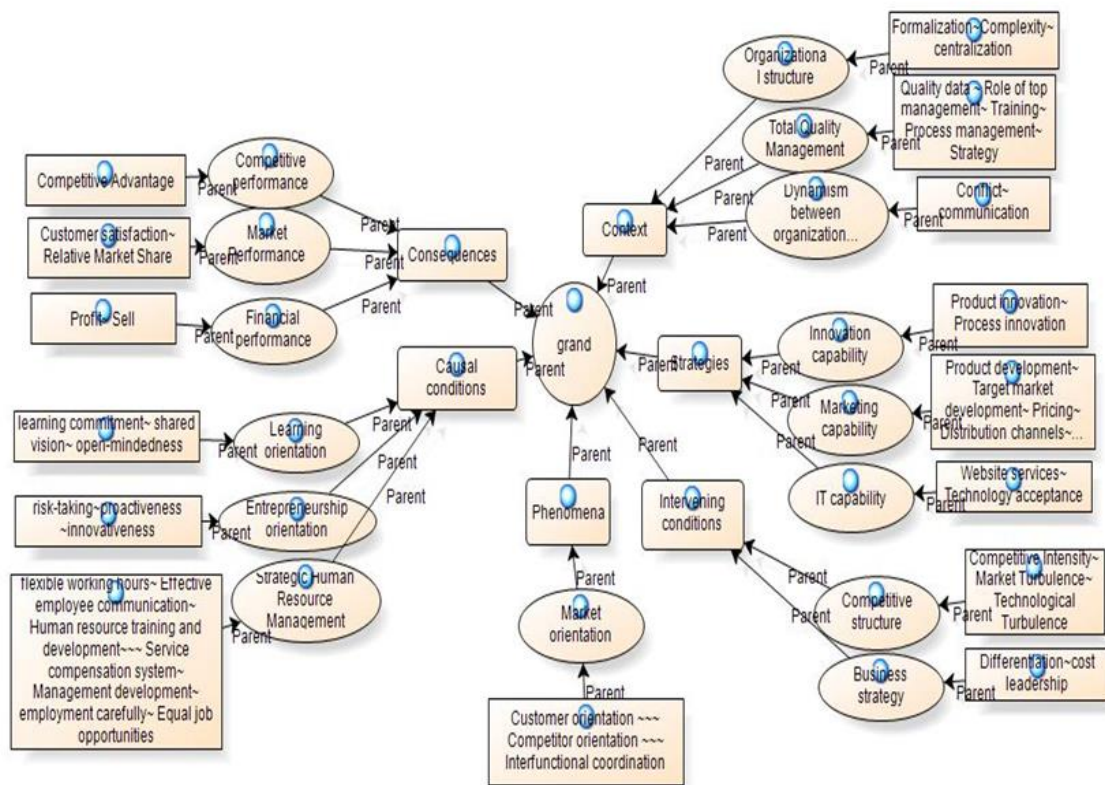 Formalization~Complexity~
centralization
Parent
Organizationa
l structure
Quality data ~ Role of top
management~ Training~
Process management~
Strategy
Parent
Total Quality
Management
Parent
Parent
Parent
Dynamism
between
organization...
Conflict~
communication
Parent
Parent
Context
Parent
Competitive Advantage
Parent
Competitive
performance
Parent
Customer satisfaction~
Relative Market Share
Parent
Market
Performance
Parent
Consequences
Parent
Profit~ Sell
Parent
Financial
performance
Parent
grand
Causal
conditions
Parent
learning commitment~ shared
vision~ open-mindedness
Parent
Learning
orientation
Parent
risk-taking~proactiveness
~innovativeness
Parent
Entrepreneurship
orientation
Parent
flexible working hours~ Effective
employee communication~
Human resource training and
development~~~ Service
compensation system~
Management development~
employment carefully~ Equal job
opportunities
Parent
Strategic Human
Resource
Management
Parent
Strategies
Parent
Product innovation~
Process innovation
Parent
Innovation
capability
Parent
Product development~
Target market
development~ Pricing~
Distribution channels~...
Parent
Marketing
capability
Parent
Website services~
Technology acceptance
Parent
IT capability
Parent
Phenomena
Parent
Market
orientation
Parent
Customer orientation ~~~
Competitor orientation ~~~
Interfunctional coordination
Parent
Intervening
conditions
Parent
Competitive Intensity~
Market Turbulence~
Technological
Turbulence
Parent
Competitive
structure
Parent
Differentiation~cost
leadership
Parent
Business
strategy
Parent